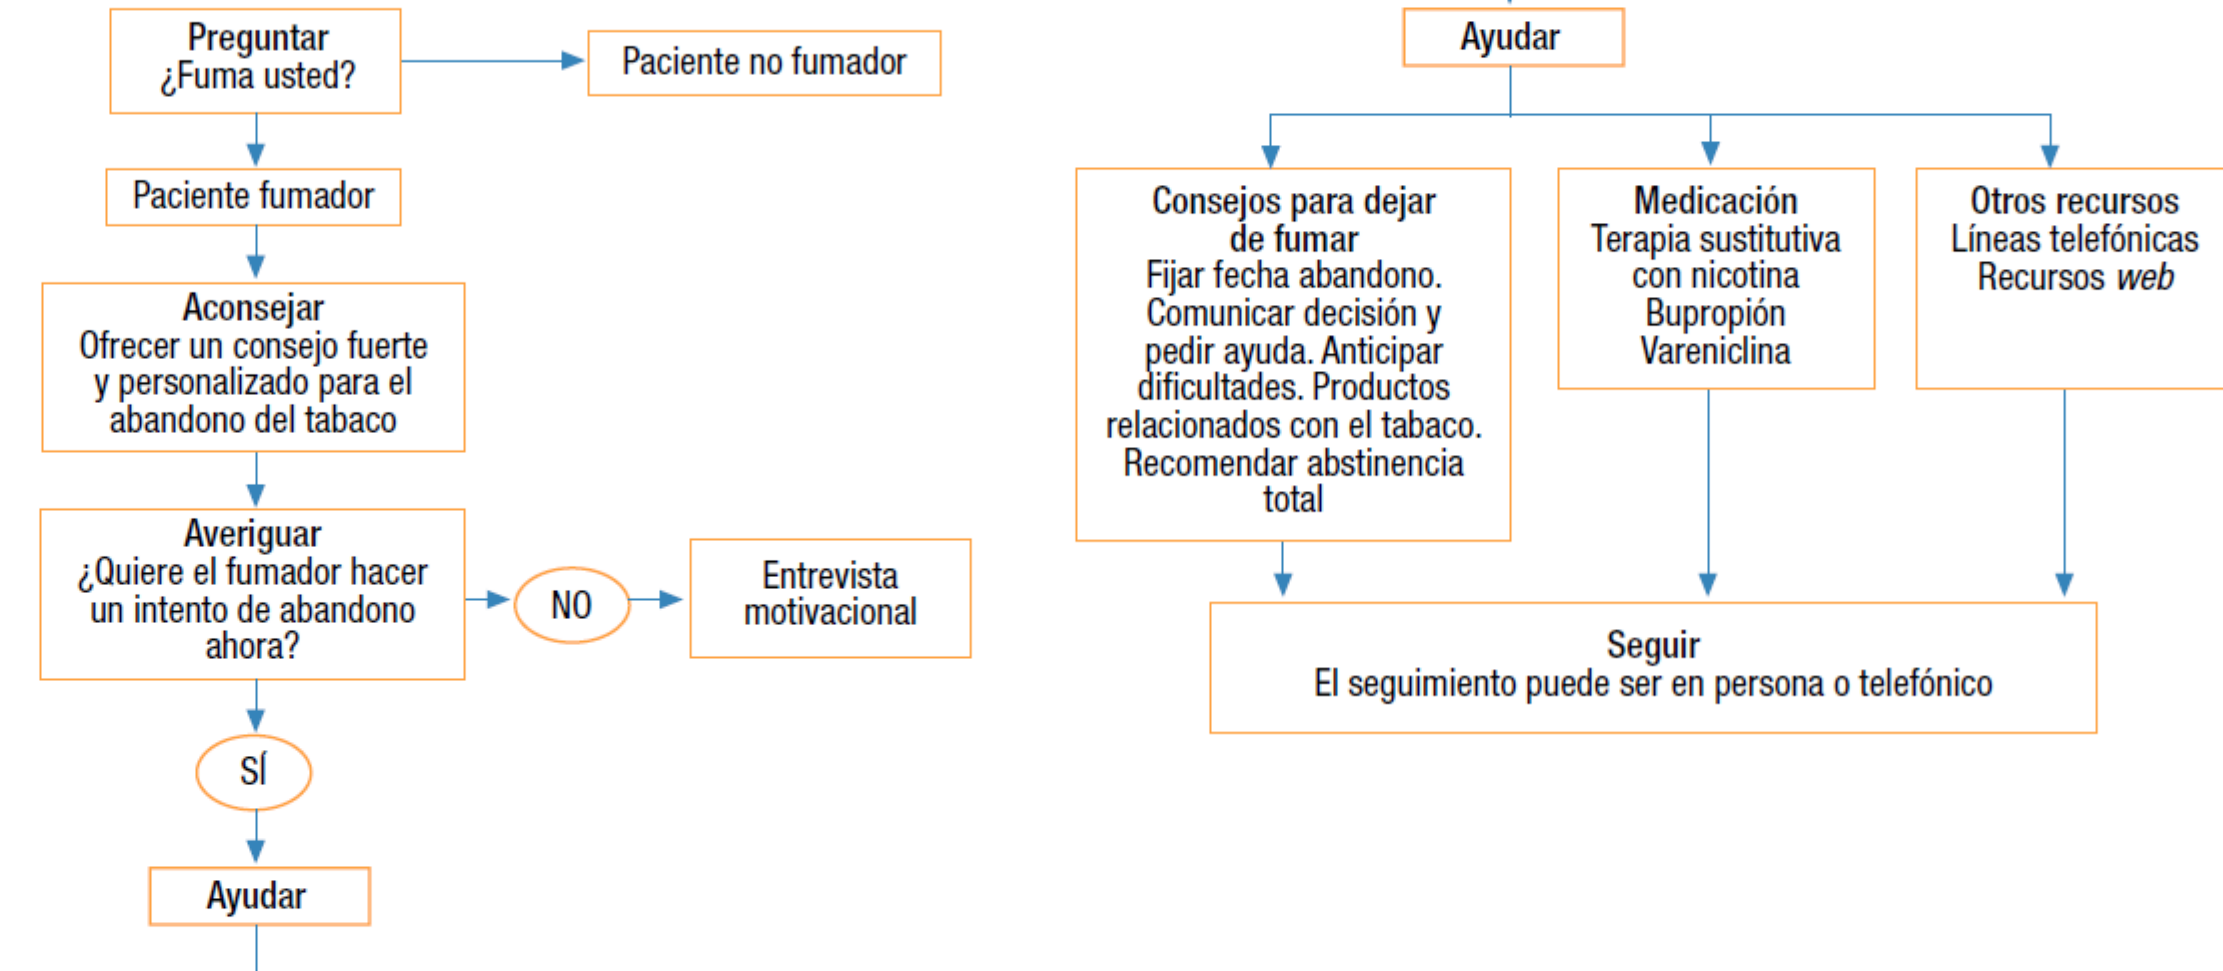 Preguntar
¿Fuma usted?
Paciente no fumador
Paciente fumador
Aconsejar
Ofrecer un consejo fuerte
y personalizado para el
abandono del tabaco
Averiguar
¿Quiere el fumador hacer
un intento de abandono
ahora?
NO
Entrevista
motivacional
SÍ
Ayudar
Ayudar
Consejos para dejar
de fumar
Fijar fecha abandono.
Comunicar decisión y
pedir ayuda. Anticipar
dificultades. Productos
relacionados con el tabaco.
Recomendar abstinencia
total
Medicación
Terapia sustitutiva
con nicotina
Bupropión
Vareniclina
Otros recursos
Líneas telefónicas
Recursos web
Seguir
El seguimiento puede ser en persona o telefónico